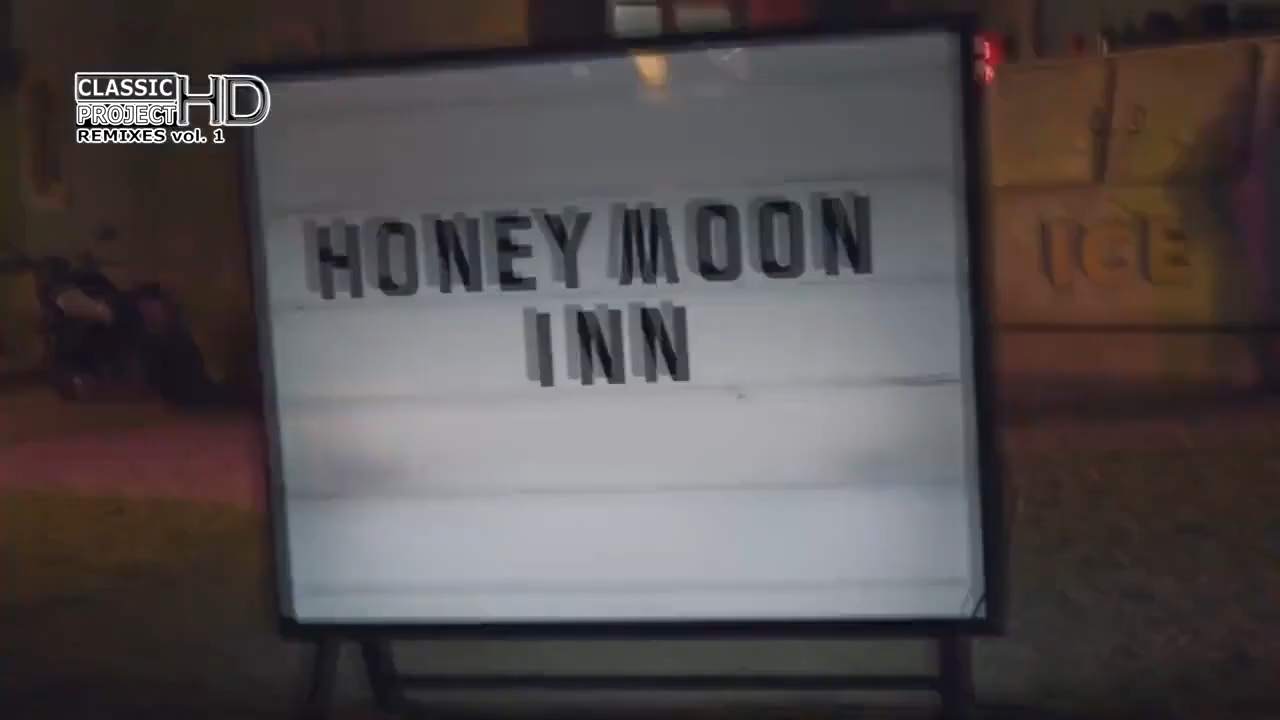 CLASSIC HD
PROJECT
REMIXES vol. 1
HONEY MOON
INN
ICE